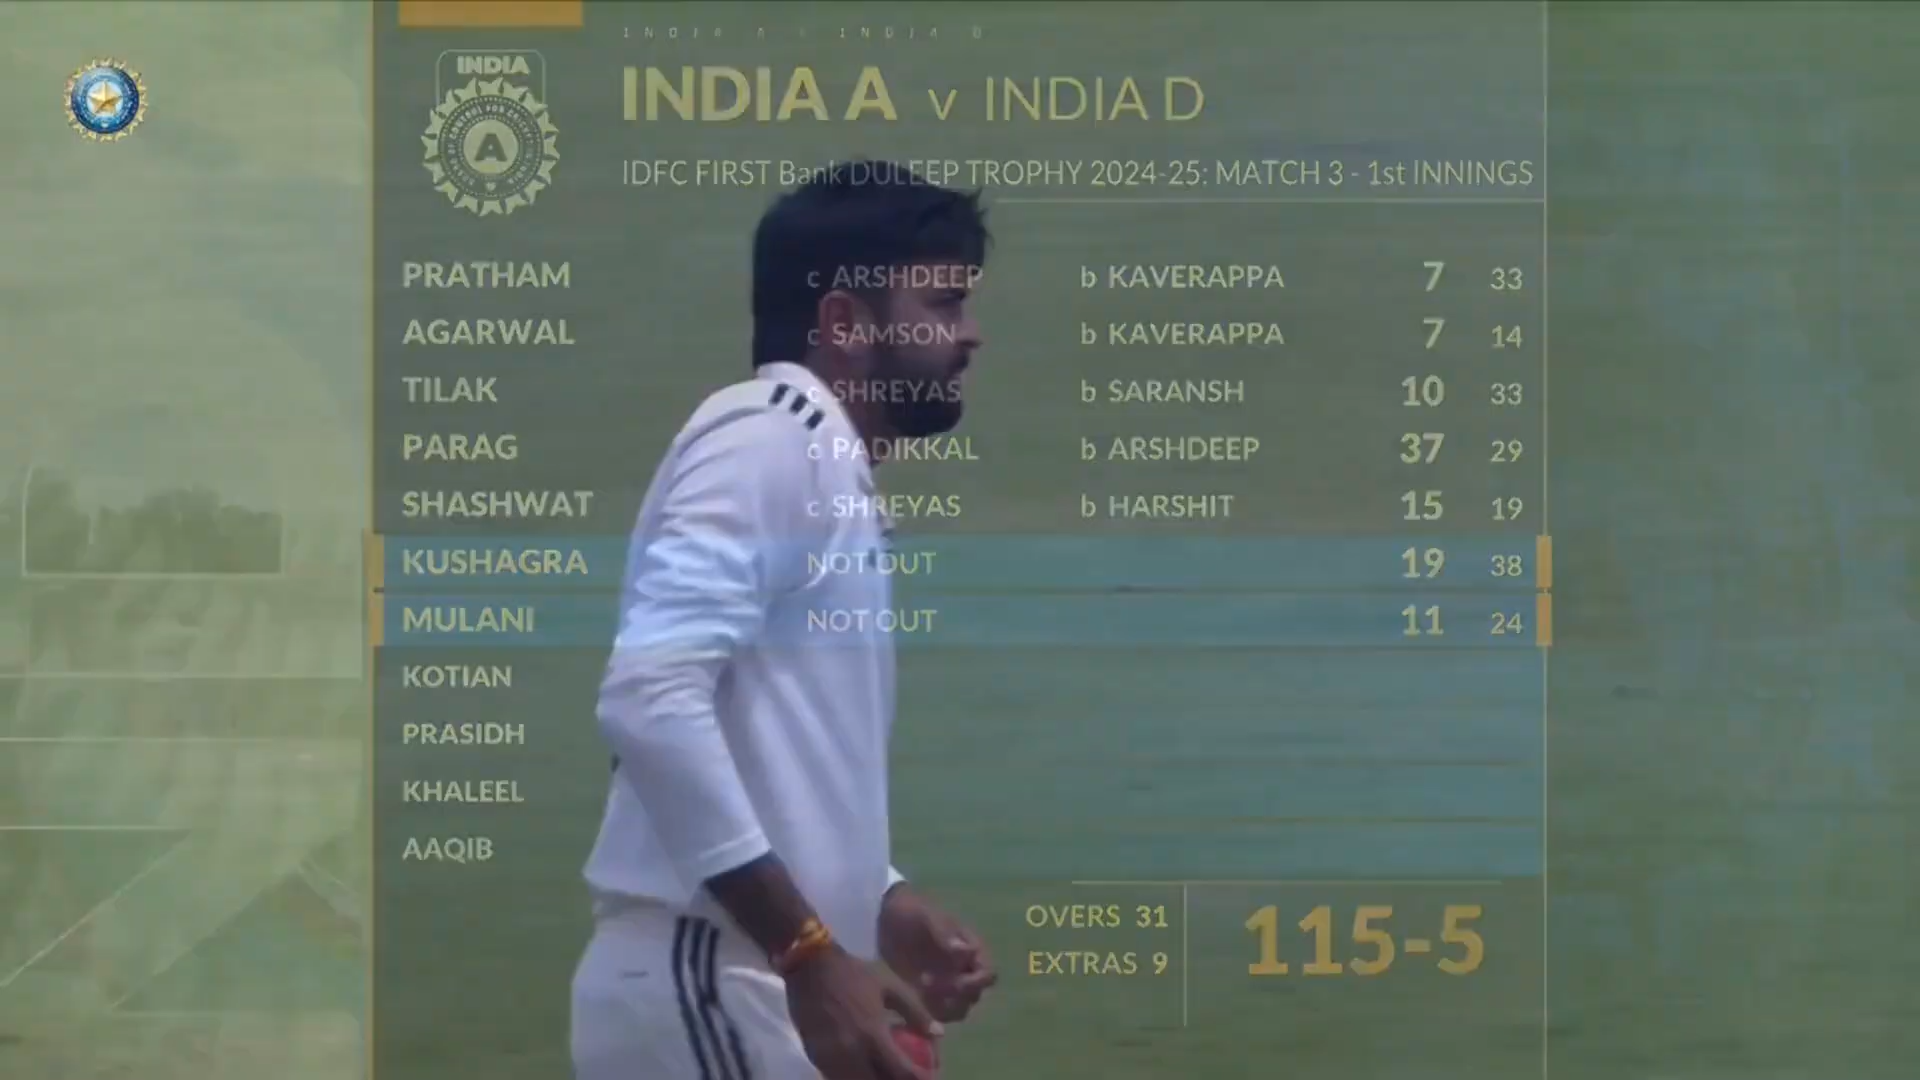 INDIA A v INDIA D
INDIA
A
INDIA A v INDIA D
IDFC FIRST Bank DULEEP TROPHY 2024-25: MATCH 3 - 1st INNINGS
PRATHAM c ARSHDEEP b KAVERAPPA 7 33
AGARWAL c SAMSON b KAVERAPPA 7 14
TILAK c SHREYAS b SARANSH 10 33
PARAG c PADIKKAL b ARSHDEEP 37 29
SHASHWAT c SHREYAS b HARSHIT 15 19
KUSHAGRA NOT OUT 19 38
MULANI NOT OUT 11 24
KOTIAN
PRASIDH
KHALEEL
AAQIB
OVERS 31
EXTRAS 9
115-5